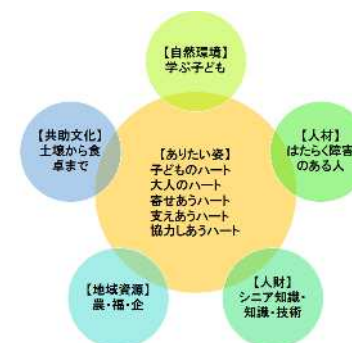 【自然環境】
学ぶ子ども
【共助文化】
土壌から食
卓まで
【ありたい姿】
子どものハート
大人のハート
寄せあうハート
支えあうハート
協力しあうハート
【人材】
はたらく障害
のある人
【地域資源】
農・福・企
【人財】
シニア知識・
知識・技術